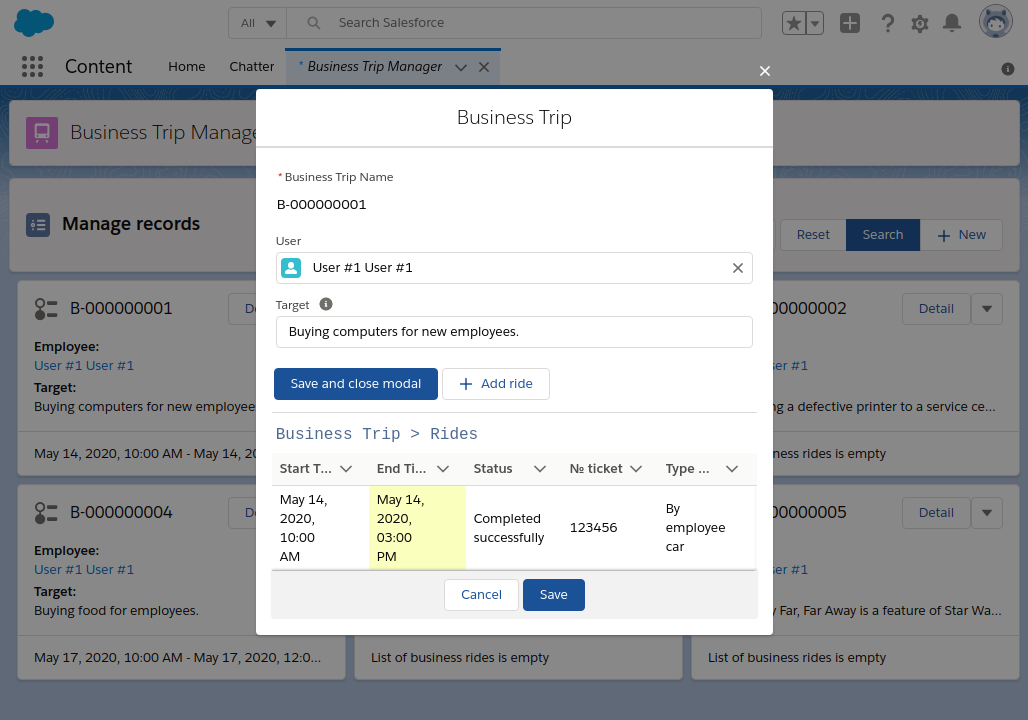 All
Search Salesforce
Content
Home
Chatter
* Business Trip Manager
Business Trip
Business Trip Manage
* Business Trip Name
B-000000001
Manage records
Reset
Search
New
User
User #1 User #1
Target
Buying computers for new employees.
Save and close modal
Add ride
Business Trip > Rides
Start T...
End Ti...
Status
№ ticket
Type ...
May 14, 2020, 10:00 AM
May 14, 2020, 03:00 PM
Completed successfully
123456
By employee car
Cancel
Save
B-000000001
De
Employee:
User #1 User #1
Target:
Buying computers for new employee
May 14, 2020, 10:00 AM - May 14, 20
00000002
Detail
ser #1
g a defective printer to a service ce...
ness rides is empty
B-000000004
De
Employee:
User #1 User #1
Target:
Buying food for employees.
May 17, 2020, 10:00 AM - May 17, 2020, 12:0...
List of business rides is empty
00000005
Detail
ser #1
y Far, Far Away is a feature of Star Wa...
List of business rides is empty